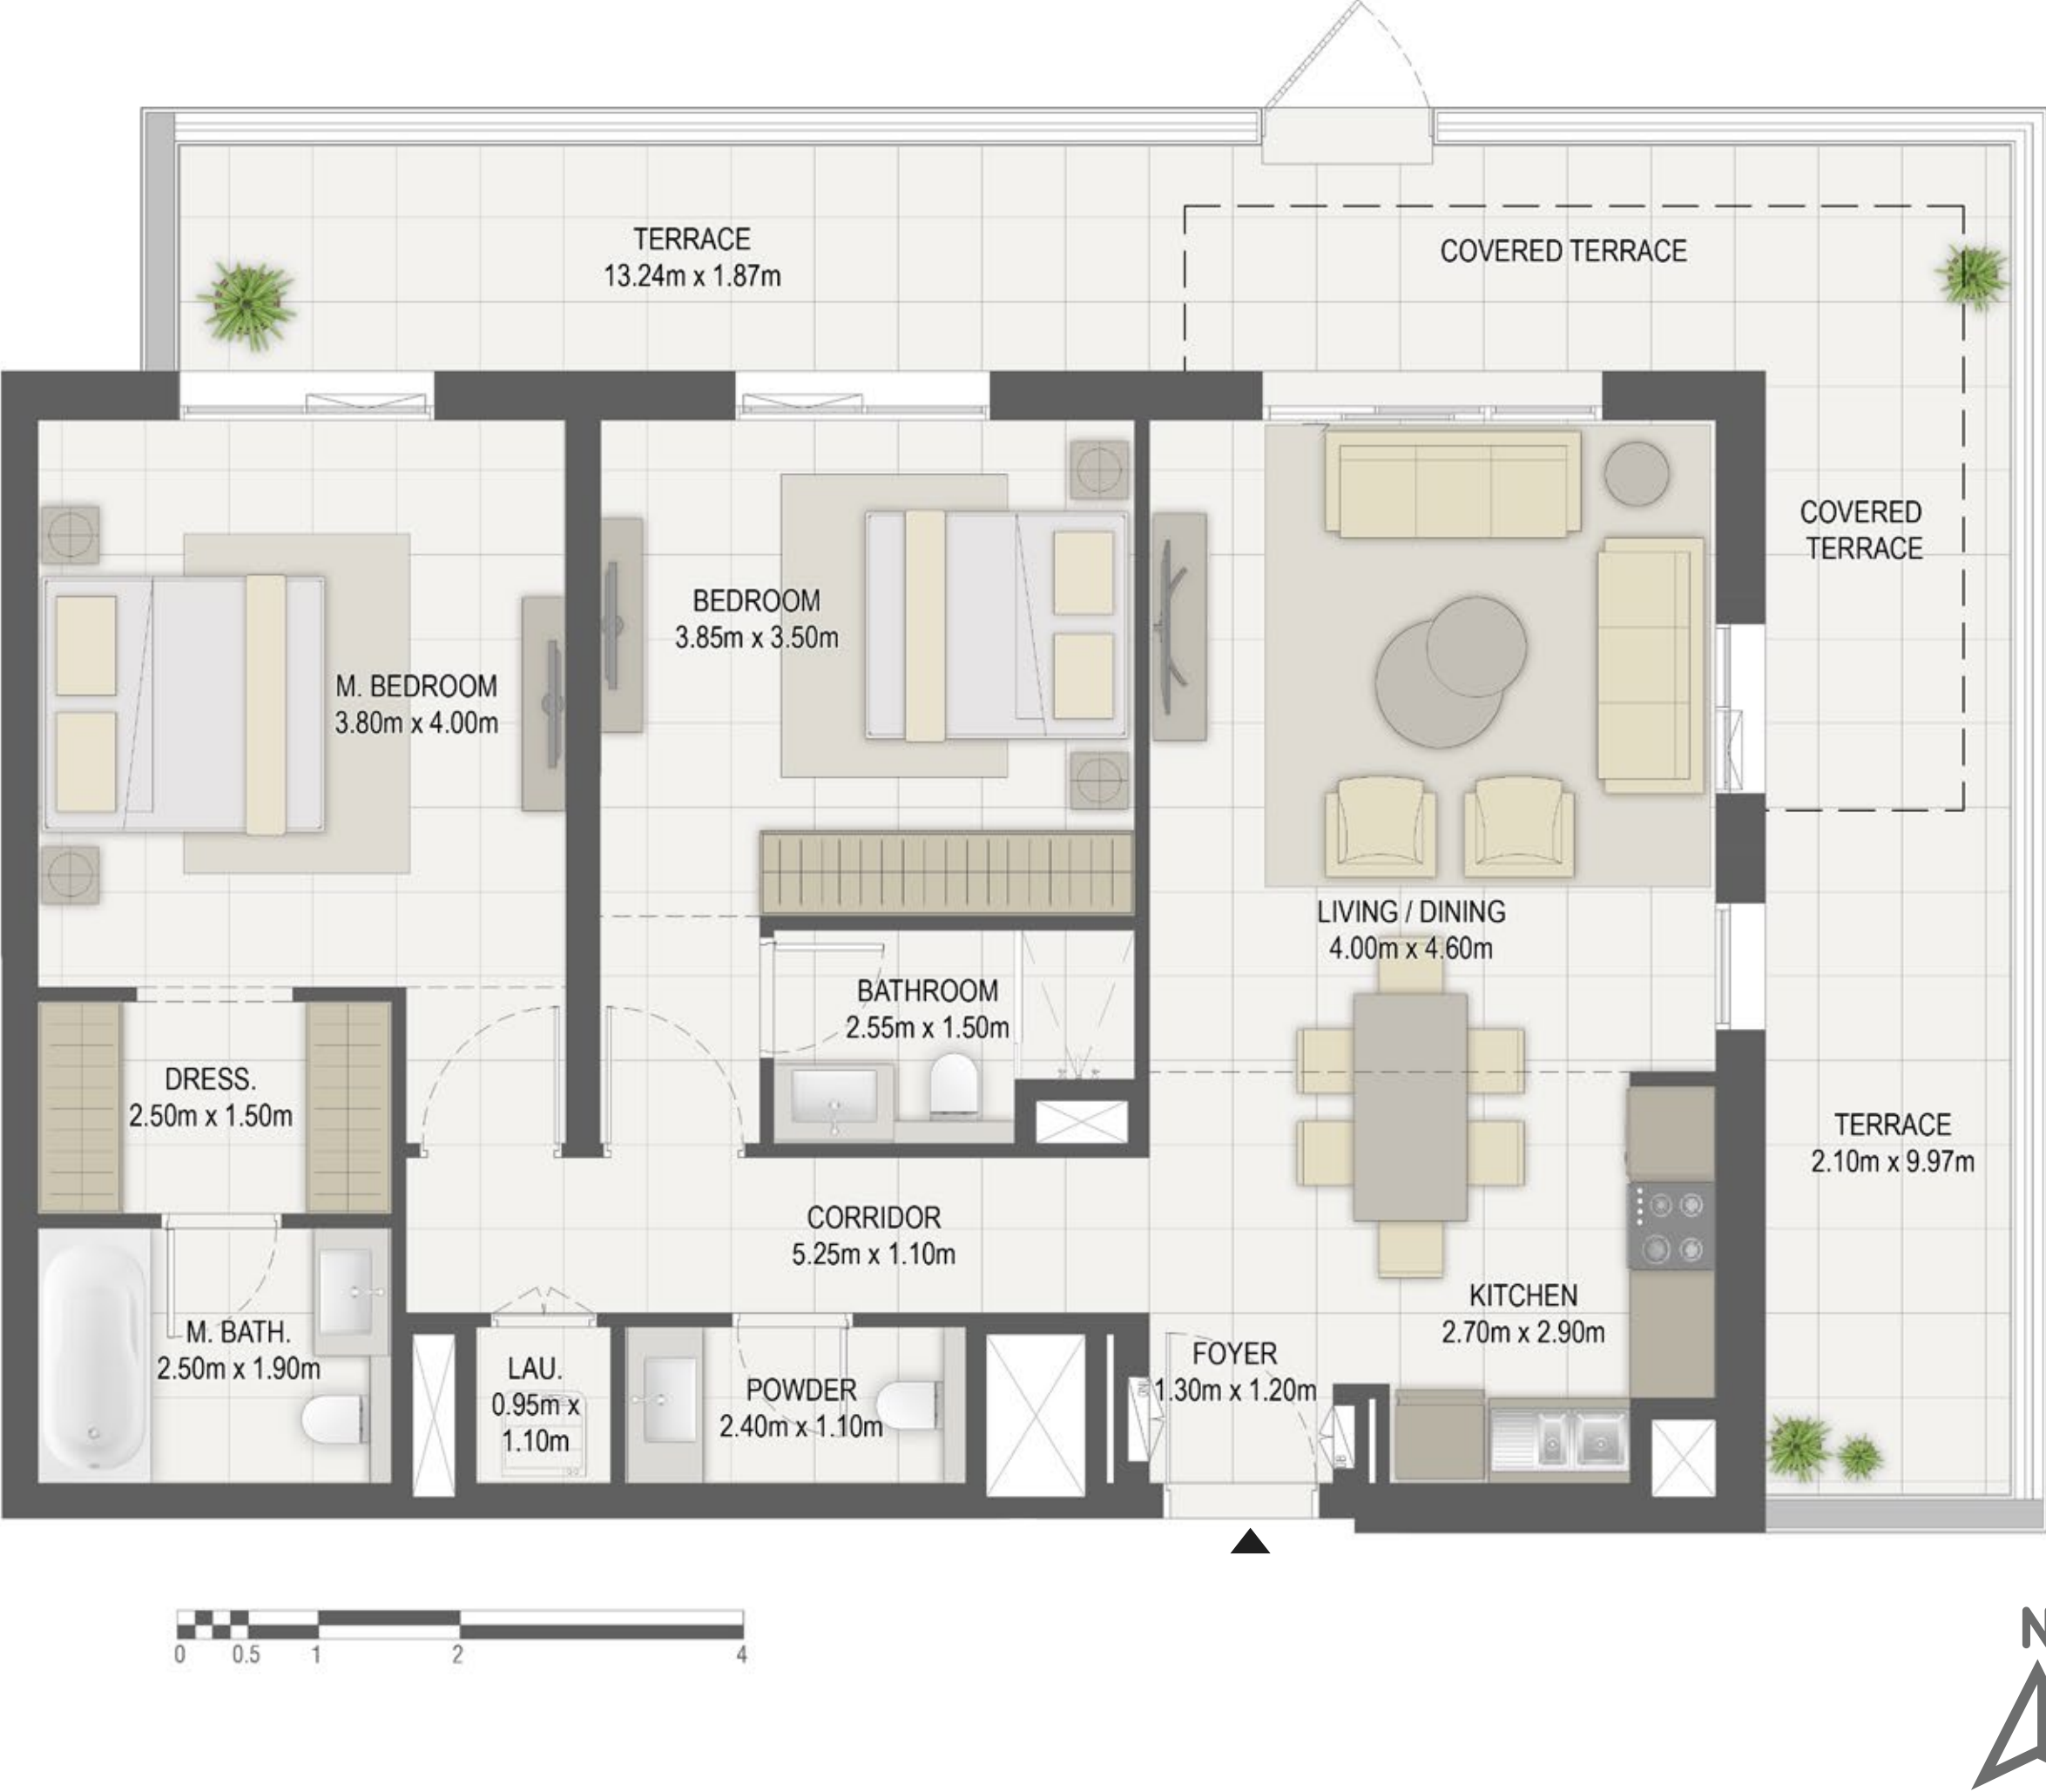 TERRACE
13.24m x 1.87m
COVERED TERRACE
COVERED
TERRACE
BEDROOM
3.85m x 3.50m
M. BEDROOM
3.80m x 4.00m
LIVING / DINING
4.00m x 4.60m
BATHROOM
2.55m x 1.50m
DRESS.
2.50m x 1.50m
TERRACE
2.10m x 9.97m
CORRIDOR
5.25m x 1.10m
KITCHEN
2.70m x 2.90m
M. BATH.
2.50m x 1.90m
LAU.
0.95m x
1.10m
POWDER
2.40m x 1.10m
FOYER
1.30m x 1.20m
0 0.5 1 2 4